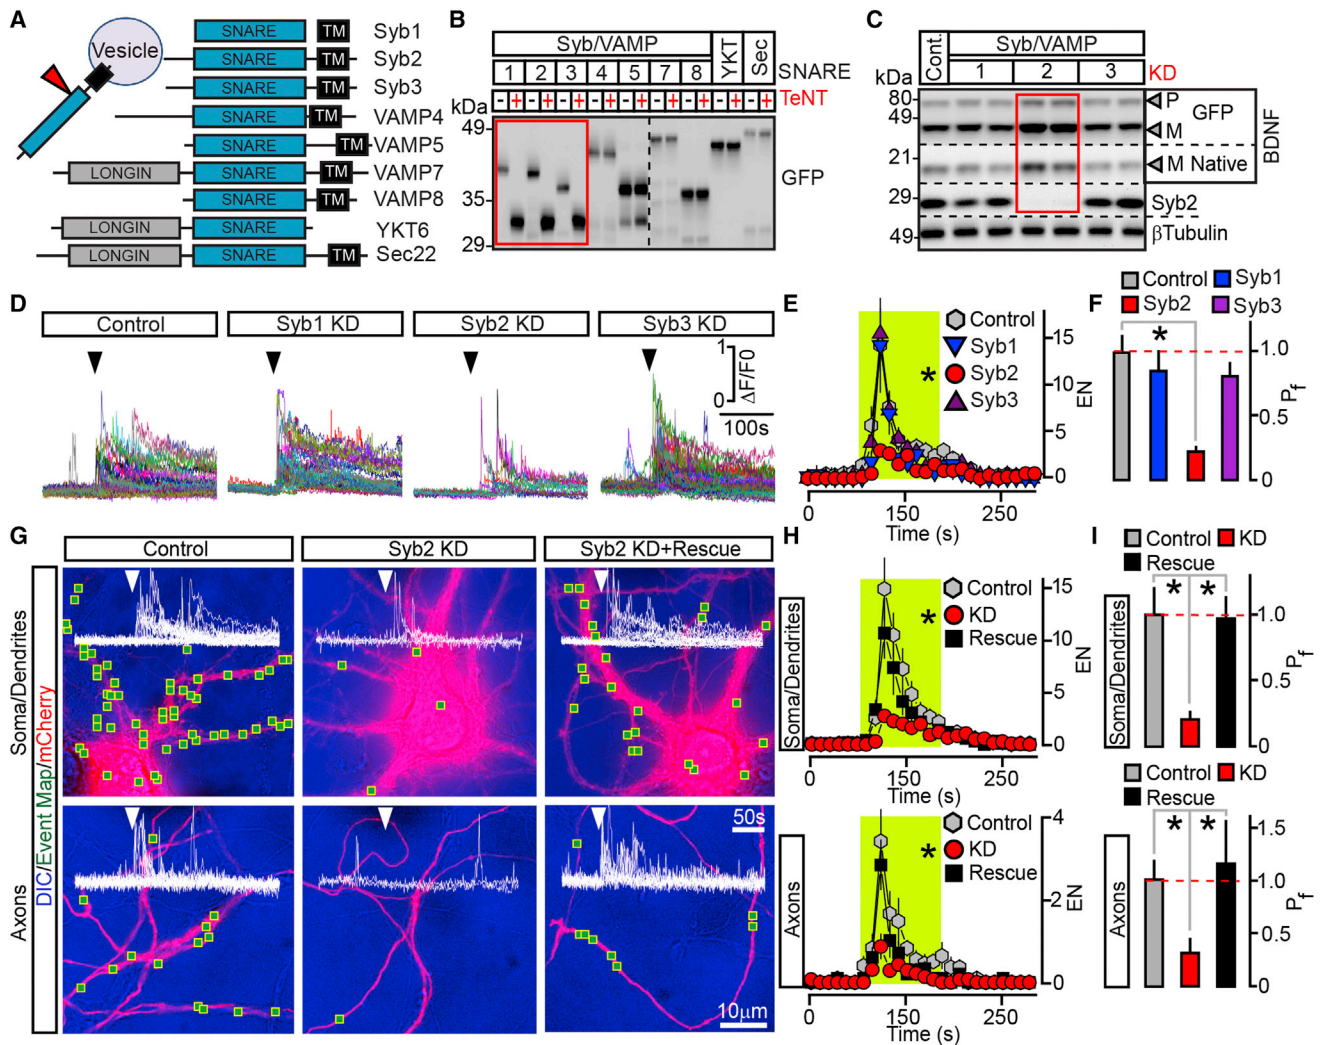 A
Vesicle
SNARE TM Syb1
SNARE TM Syb2
SNARE TM Syb3
SNARE TM VAMP4
SNARE TM VAMP5
LONGIN SNARE TM VAMP7
SNARE TM VAMP8
LONGIN SNARE YKT6
LONGIN SNARE TM Sec22
B
Syb/VAMP YKT Sec
1 2 3 4 5 7 8 SNARE
- + - + - + - + - + - + - + - + - + TeNT
kDa
49
35
29
GFP
C
Cont. Syb/VAMP
1 2 3 KD
kDa
80
49
21
29
49
P
GFP
M
M Native
BDNF
Syb2
βTubulin
D
Control Syb1 KD Syb2 KD Syb3 KD
1
0
ΔF/F0
100s
E
Control
Syb1
Syb2
Syb3
*
15
10
5
0
EN
0 150 250
Time (s)
F
Control Syb1
Syb2 Syb3
*
1.0
0.5
0
Pf
G
Control Syb2 KD Syb2 KD+Rescue
DIC/Event Map/mCherry
Soma/Dendrites
Axons
50s
10μm
H
Soma/Dendrites
Control
KD
Rescue
*
15
10
5
0
EN
0 150 250
Time (s)
Axons
Control
KD
Rescue
*
4
2
0
EN
0 150 250
Time (s)
I
Control KD
Rescue
* *
Soma/Dendrites
1.0
0.5
0
Pf
Control KD
Rescue
* *
Axons
1.5
1.0
0.5
0
Pf